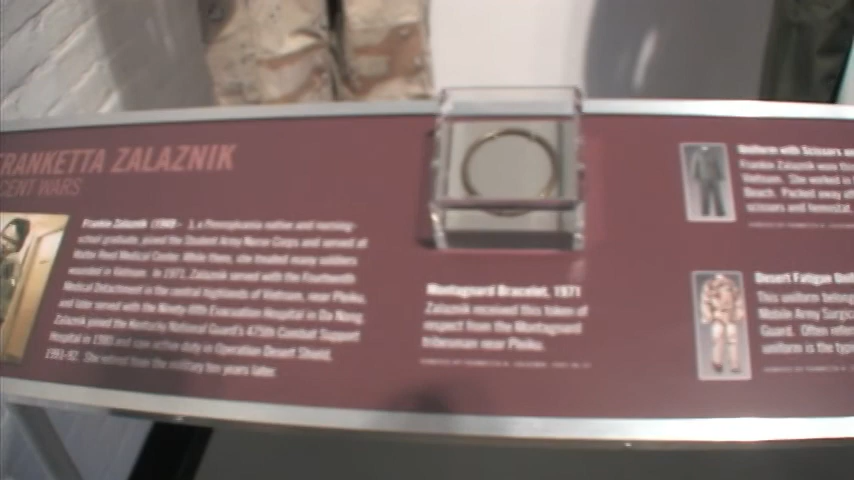 FRANKETTA ZALAZNIK
CENT WARS
Frankie Zalaznik (1948- ), a Pennsylvania native and nursing-
school graduate, joined the Student Army Nurse Corps and served at
Walter Reed Medical Center. While there, she treated many soldiers
wounded in Vietnam. In 1971, Zalaznik served with the Fourteenth
Medical Detachment in the central highlands of Vietnam, near Pleiku,
and later served with the Ninety-fifth Evacuation Hospital in Da Nang.
Zalaznik joined the Kentucky National Guard's 475th Combat Support
Hospital in 1980 and saw active duty in Operation Desert Shield,
1991-92. She retired from the military ten years later.
Montagnard Bracelet, 1971
Zalaznik received this token of
respect from the Montagnard
tribesman near Pleiku.
Uniform with Scissors
Frankie Zalaznik wore
Vietnam. She worked in
Beach. Packed away
scissors and hemostat.
Desert Fatigue
This uniform belong
Mobile Army Surgic
Guard. Often refer
uniform is the typ